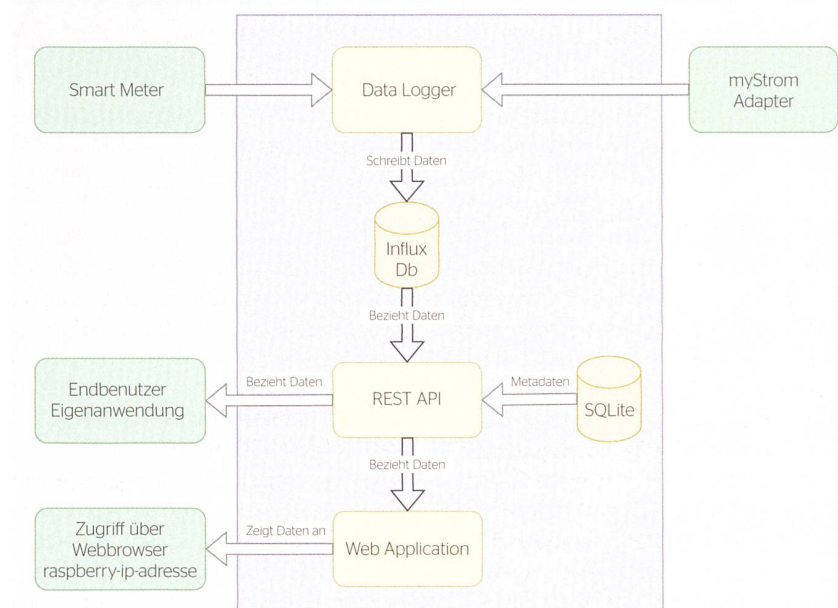 Smart Meter
Data Logger
myStrom
Adapter
Schreibt Daten
Influx
Db
Bezieht Daten
Endbenutzer
Eigenanwendung
Bezieht Daten
REST API
Metadaten
SQLite
Bezieht Daten
Zugriff über
Webbrowser
raspberry-ip-adresse
Zeigt Daten an
Web Application